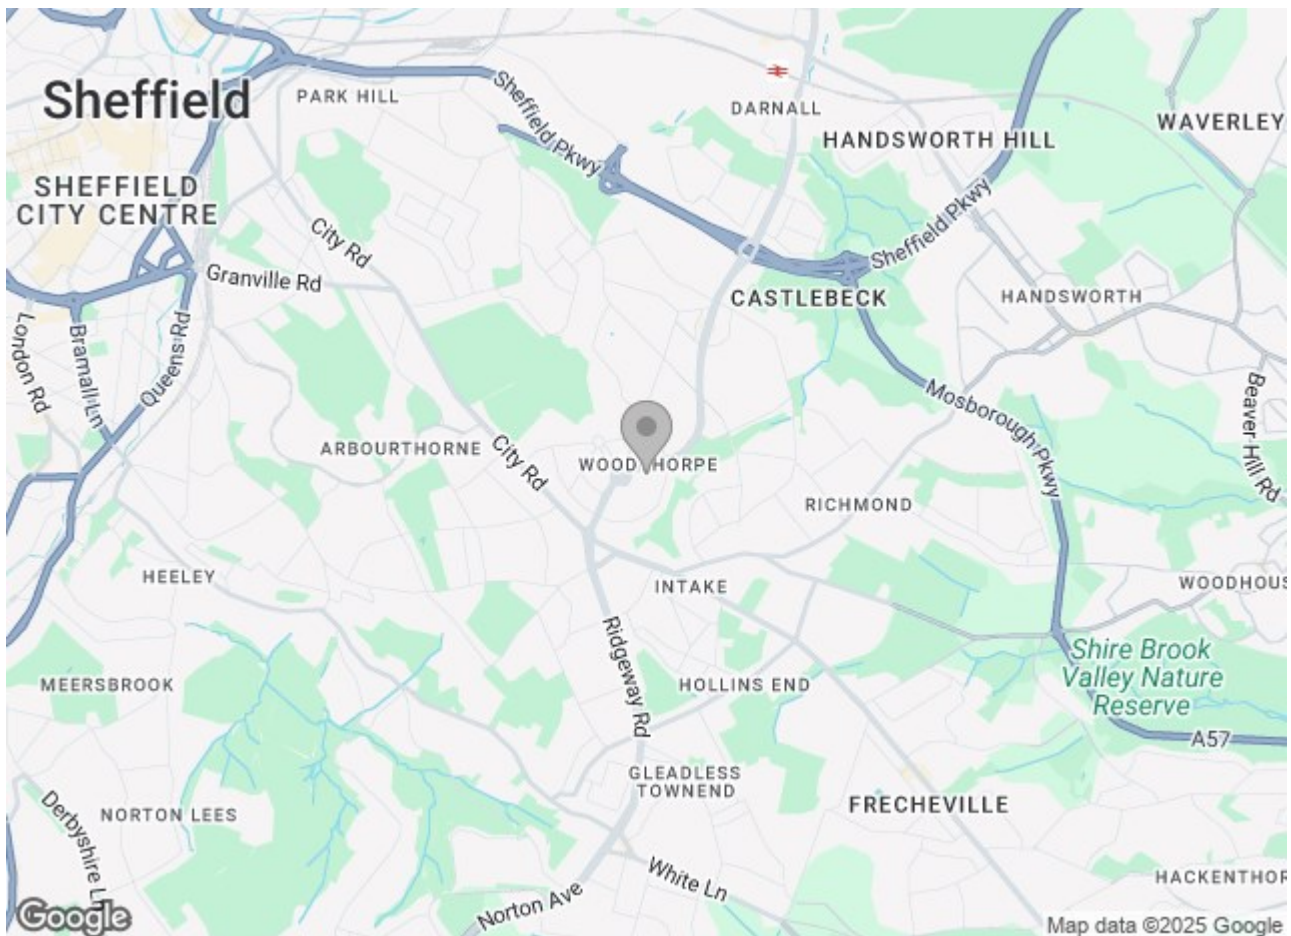 Sheffield
PARK HILL
Sheffield Pkwy
DARNALL
HANDSWORTH HILL
WAVERLEY
SHEFFIELD
CITY CENTRE
City Rd
Sheffield Pkwy
Granville Rd
CASTLEBECK
HANDSWORTH
London Rd
Bramall Ln
Queens Rd
Mosborough Pkwy
Beaver Hill Rd
ARBOURTHORNE
City Rd
WOODTHORPE
RICHMOND
HEELEY
INTAKE
WOODHOUS
Ridgeway Rd
Shire Brook
Valley Nature
Reserve
MEERSBROOK
HOLLINS END
A57
GLEADLESS
TOWNEND
NORTON LEES
Derbyshire Ln
FRECHEVILLE
White Ln
HACKENTHOR
Norton Ave
Google
Map data ©2025 Google